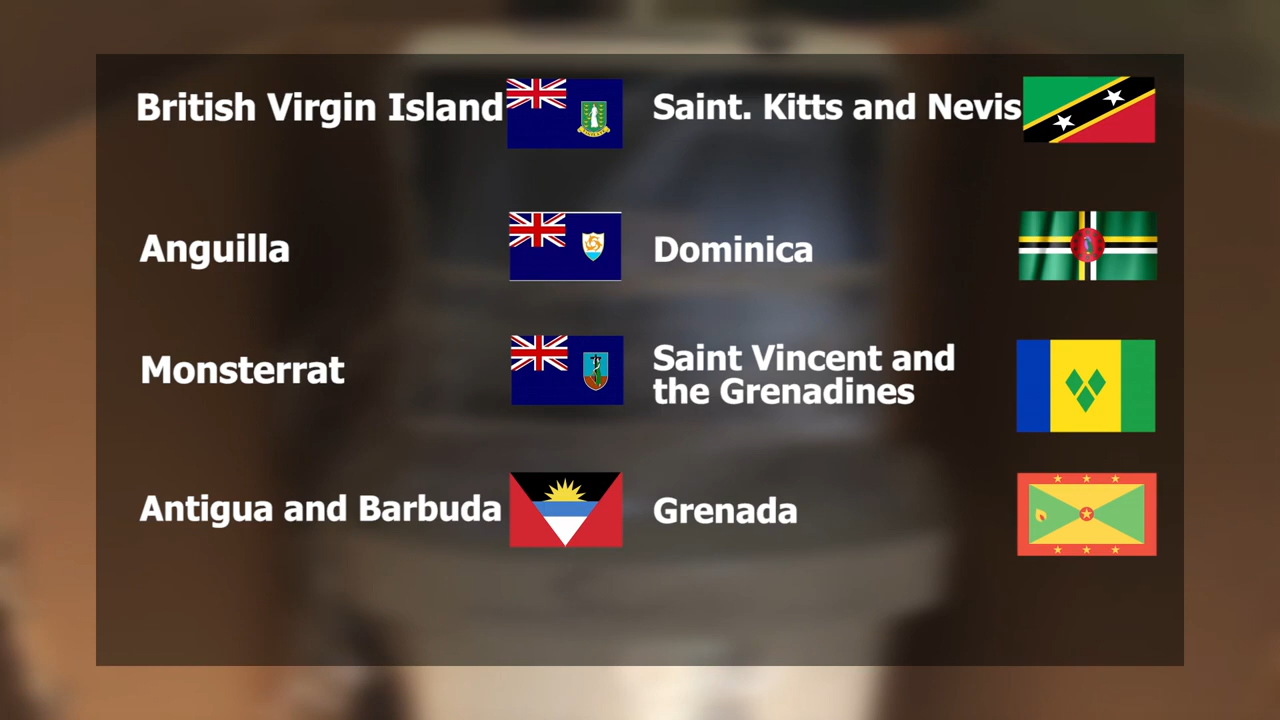 British Virgin Island
Anguilla
Monsterrat
Antigua and Barbuda
Saint. Kitts and Nevis
Dominica
Saint Vincent and
the Grenadines
Grenada